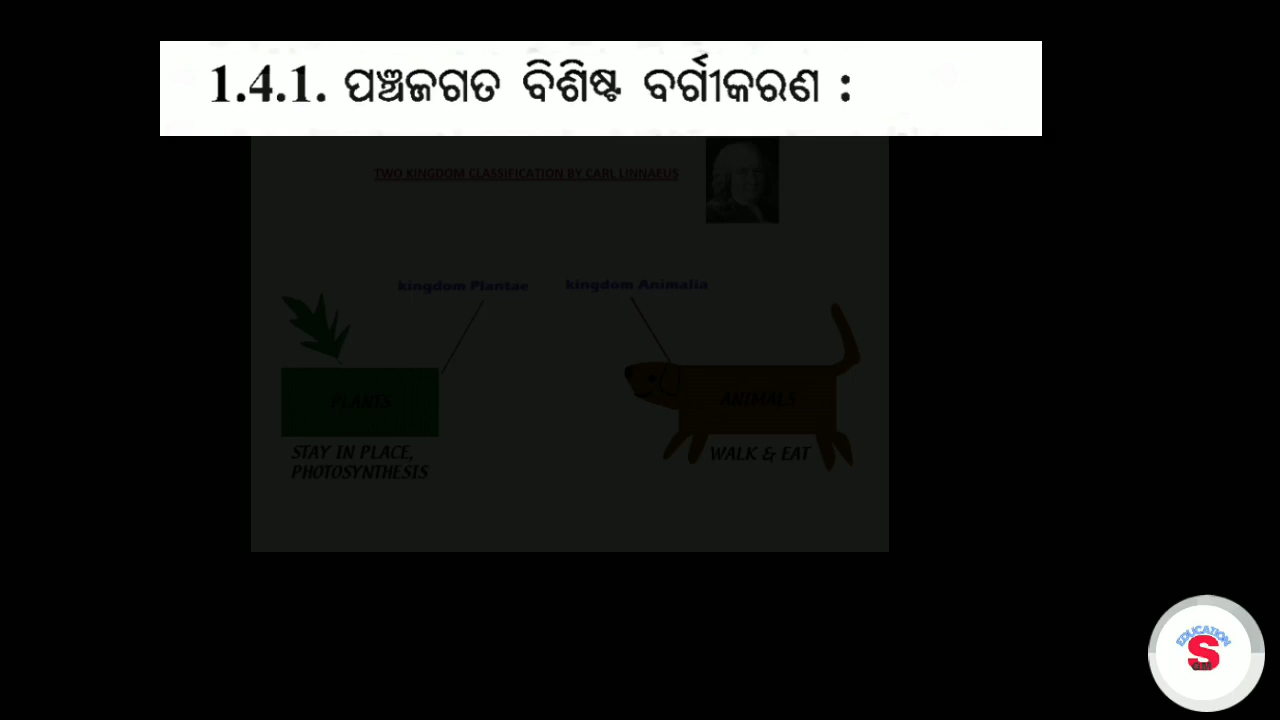 1.4.1. ପଞ୍ଚଜଗତ ବିଶିଷ୍ଟ ବର୍ଗୀକରଣ :
TWO KINGDOM CLASSIFICATION BY CARL LINNAEUS
kingdom Plantae kingdom Animalia
PLANTS
ANIMALS
STAY IN PLACE,
PHOTOSYNTHESIS
WALK & EAT
EDUCATION
S
GM